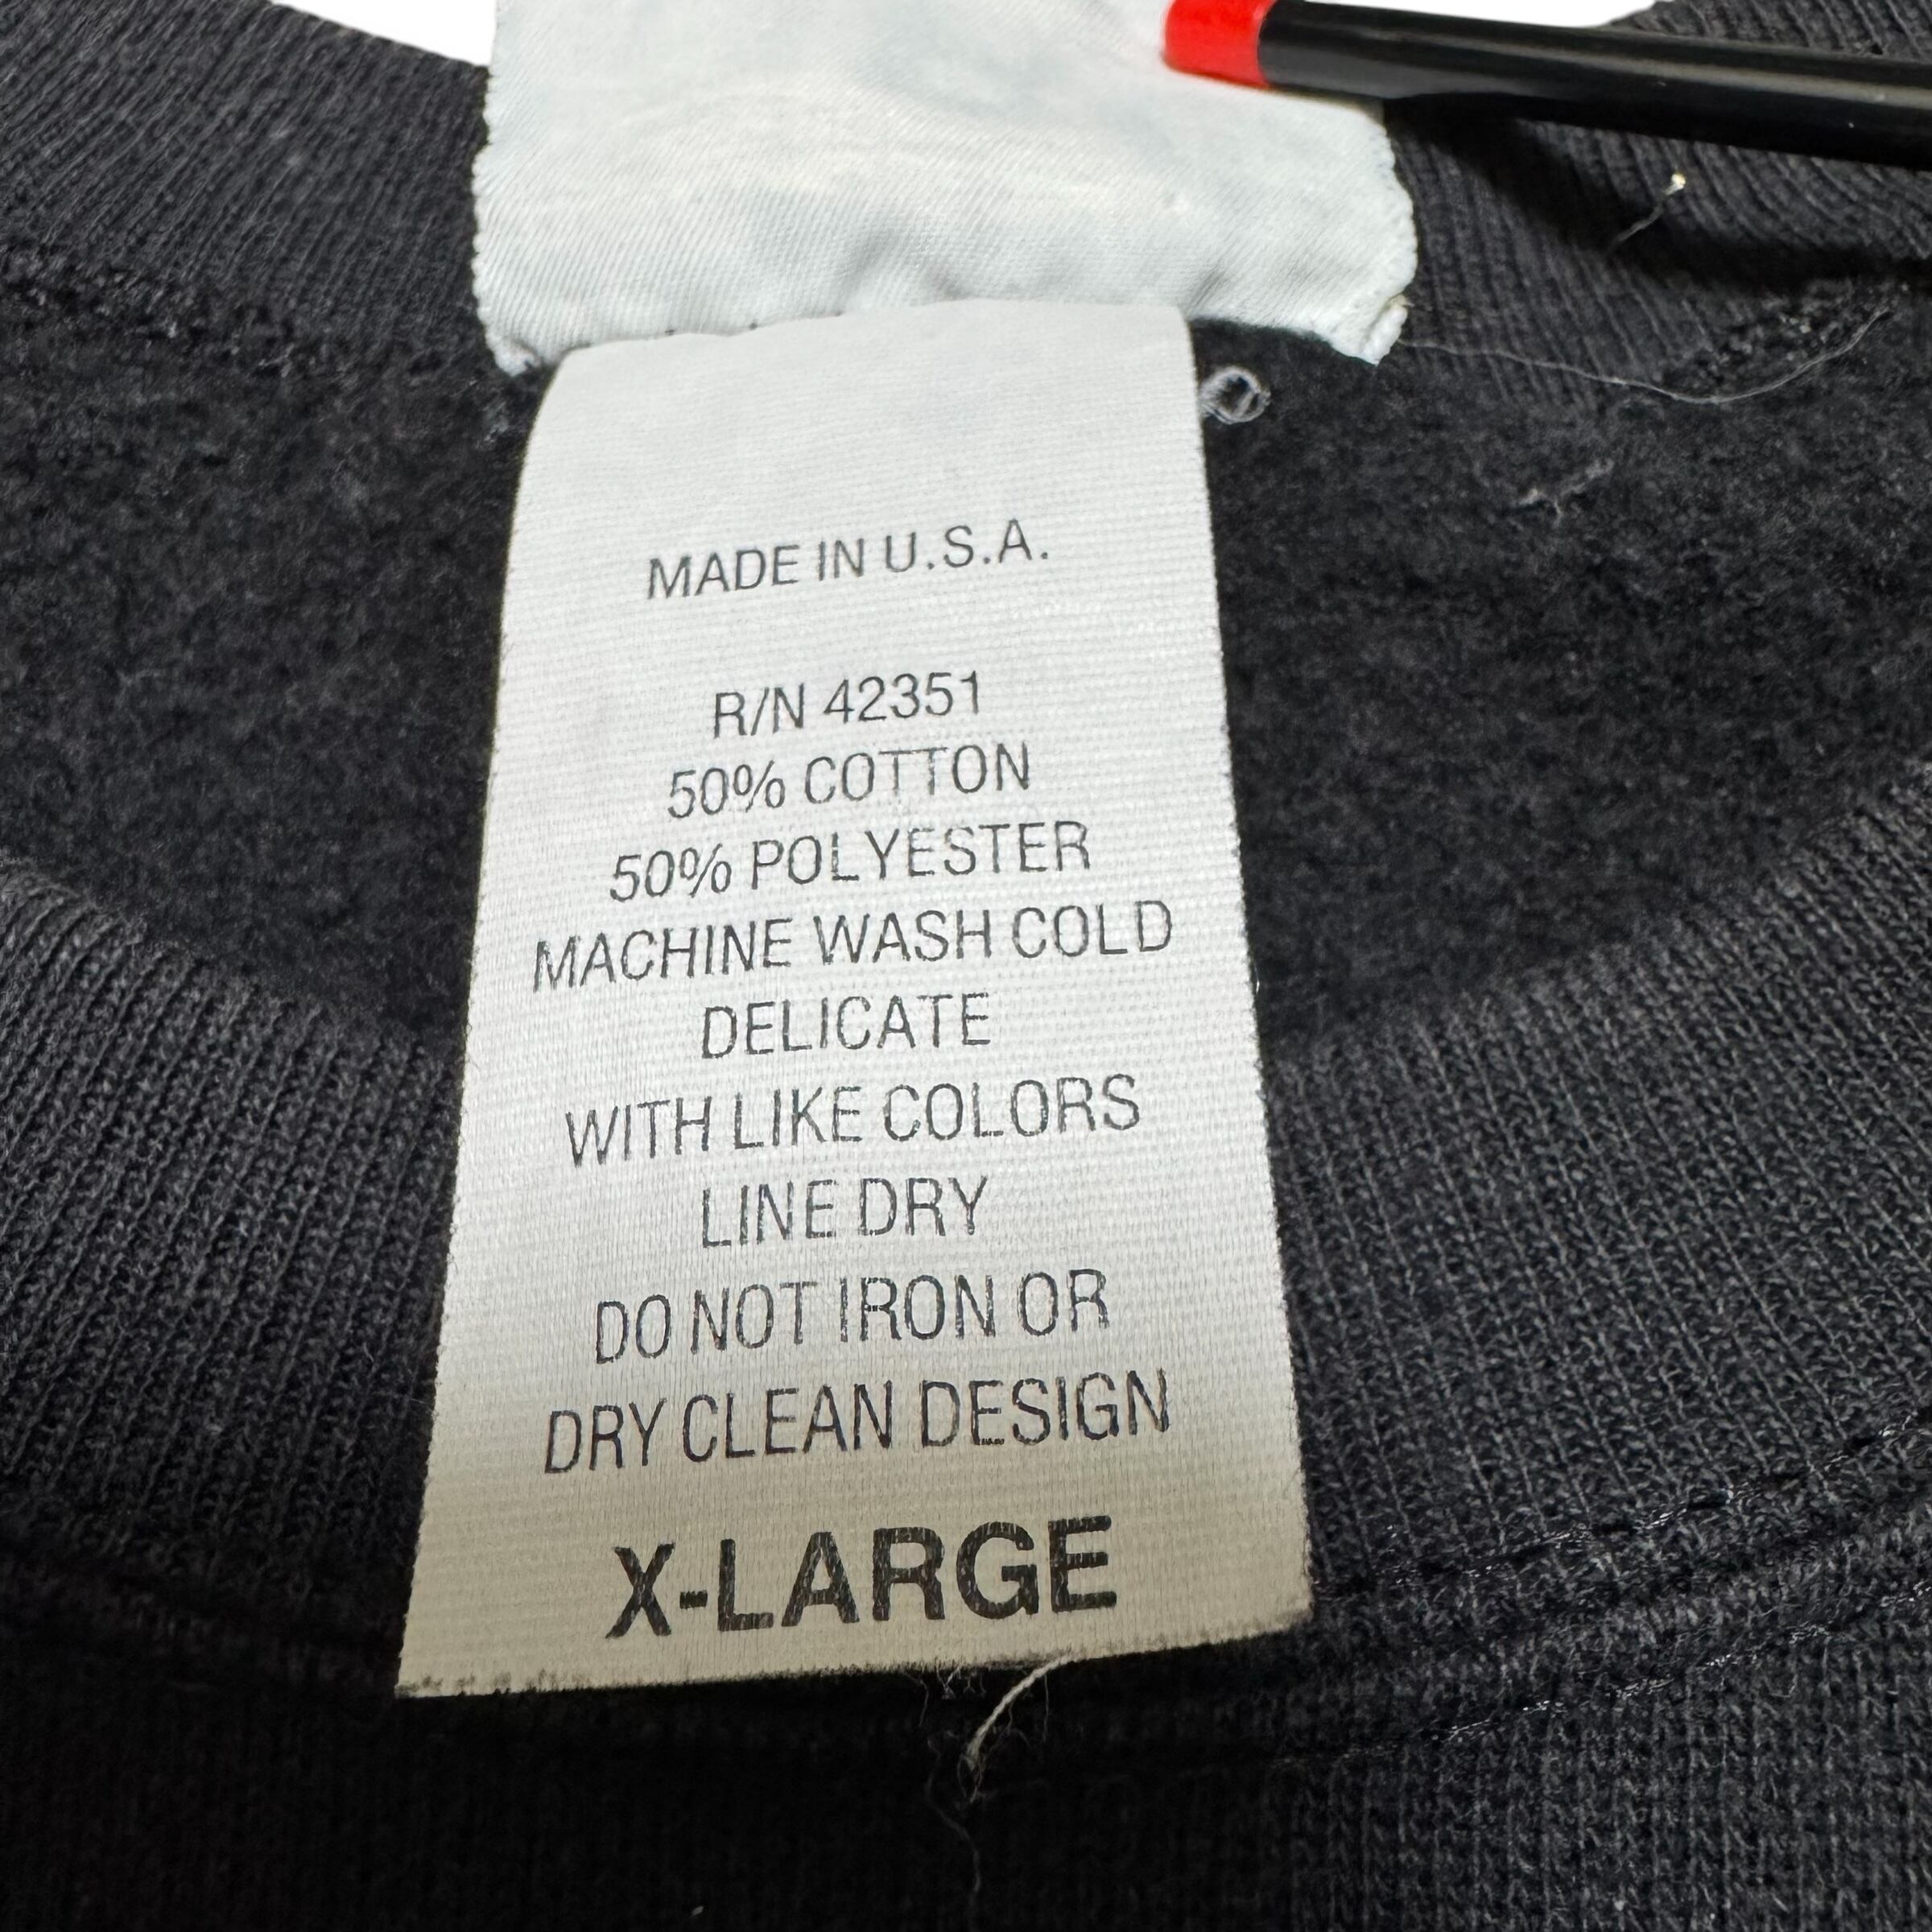 MADE IN U.S.A.
R/N 42351
50% COTTON
50% POLYESTER
MACHINE WASH COLD
DELICATE
WITH LIKE COLORS
LINE DRY
DO NOT IRON OR
DRY CLEAN DESIGN
X-LARGE